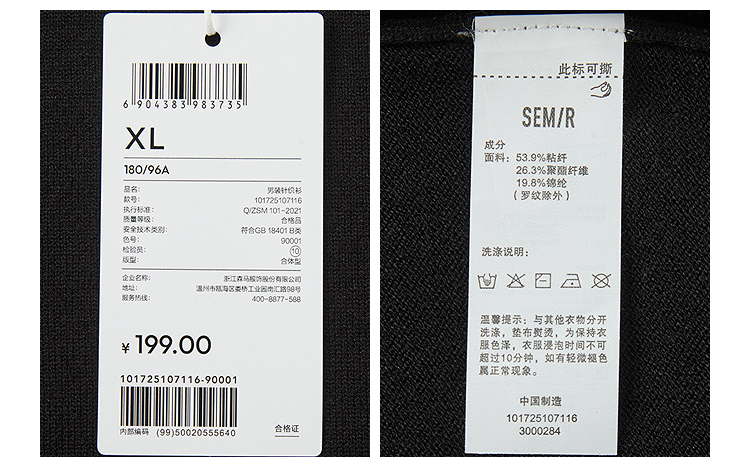 6 904383 983735
XL
180/96A
品名: 男装针织衫
款号: 101725107116
执行标准: Q/ZSM 101-2021
质量等级: 合格品
安全技术类别: 符合GB 18401 B类
色号: 90001
检验员: 10
版型: 合体型
企业名称: 浙江森马服饰股份有限公司
地址: 温州市瓯海区娄桥工业园南汇路98号
服务热线: 400-8877-588
¥ 199.00
101725107116-90001
内部编码 (99)50020555640
合格证
此标可撕
SEM/R
成分
面料: 53.9%粘纤
26.3%聚酯纤维
19.8%锦纶
(罗纹除外)
洗涤说明:
温馨提示: 与其他衣物分开
洗涤, 垫布熨烫, 为保持衣
服色泽, 衣服浸泡时间不可
超过10分钟, 如有轻微褪色
属正常现象。
中国制造
101725107116
3000284